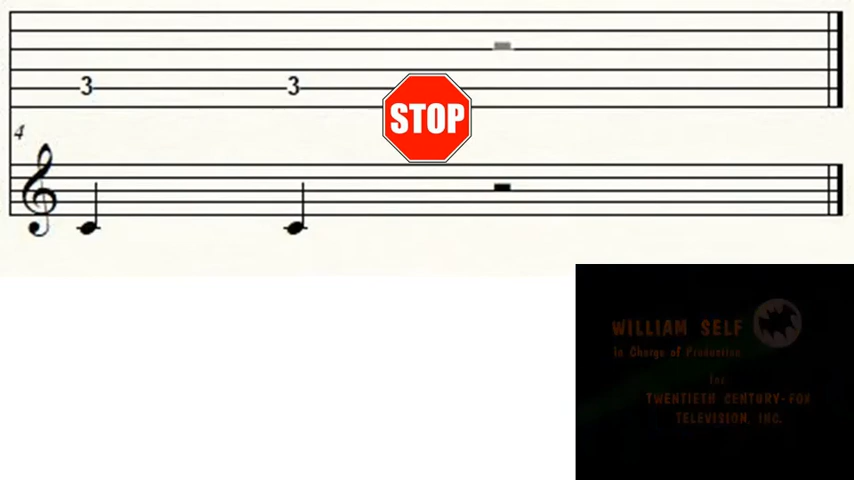 3 3
STOP
4
WILLIAM SELF
In Charge of Production
for
TWENTIETH CENTURY-FOX
TELEVISION, INC.